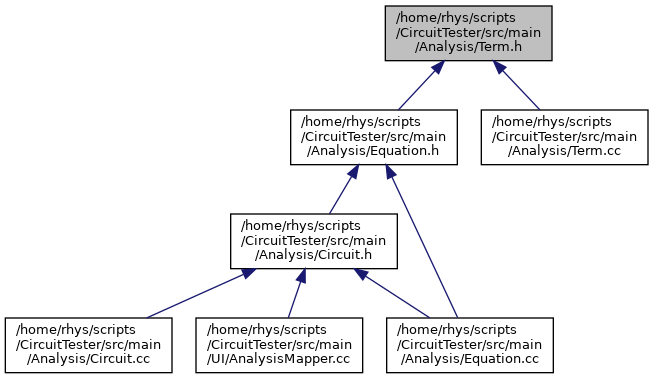 /home/rhys/scripts
/CircuitTester/src/main
/Analysis/Term.h
/home/rhys/scripts
/CircuitTester/src/main
/Analysis/Equation.h
/home/rhys/scripts
/CircuitTester/src/main
/Analysis/Term.cc
/home/rhys/scripts
/CircuitTester/src/main
/Analysis/Circuit.h
/home/rhys/scripts
/CircuitTester/src/main
/Analysis/Circuit.cc
/home/rhys/scripts
/CircuitTester/src/main
/UI/AnalysisMapper.cc
/home/rhys/scripts
/CircuitTester/src/main
/Analysis/Equation.cc